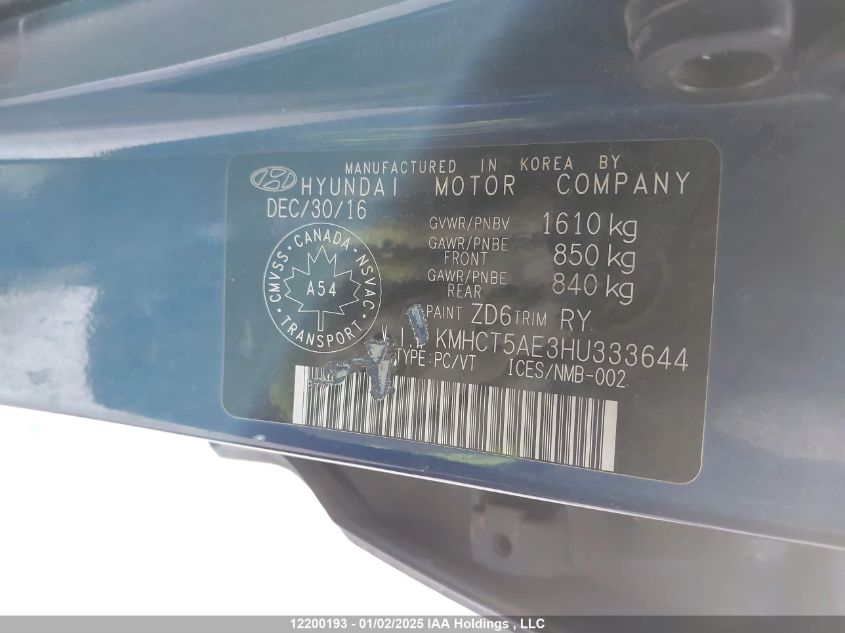 MANUFACTURED IN KOREA BY
HYUNDAI MOTOR COMPANY
DEC/30/16
GVWR/PNBV 1610 kg
GAWR/PNBE FRONT 850 kg
GAWR/PNBE REAR 840 kg
CMVSS · CANADA · NSVAC · TRANSPORT ·
A54
PAINT ZD6 TRIM RY
KMHCT5AE3HU333644
TYPE: PC/VT ICES/NMB-002
12200193 - 01/02/2025 IAA Holdings , LLC